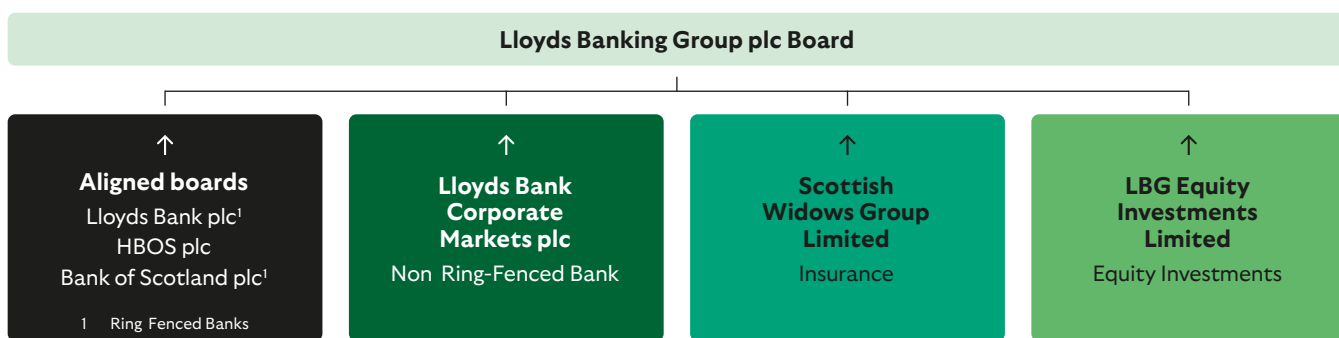 Lloyds Banking Group plc Board
↑
Aligned boards
Lloyds Bank plc¹
HBOS plc
Bank of Scotland plc¹
1 Ring Fenced Banks
↑
Lloyds Bank
Corporate
Markets plc
Non Ring-Fenced Bank
↑
Scottish
Widows Group
Limited
Insurance
↑
LBG Equity
Investments
Limited
Equity Investments